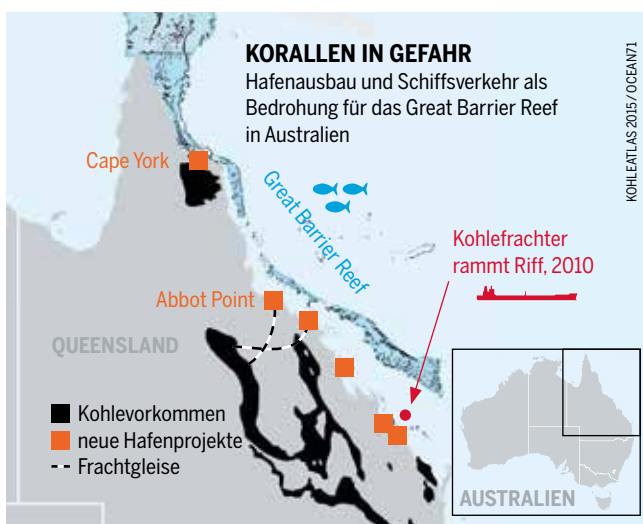 KORALLEN IN GEFAHR
Hafenausbau und Schiffsverkehr als
Bedrohung für das Great Barrier Reef
in Australien
KOHLEATLAS 2015/OCEAN71
Cape York
Great Barrier Reef
Kohlefrachter
rammt Riff, 2010
Abbot Point
QUEENSLAND
Kohlevorkommen
neue Hafenprojekte
Frachtgleise
AUSTRALIEN